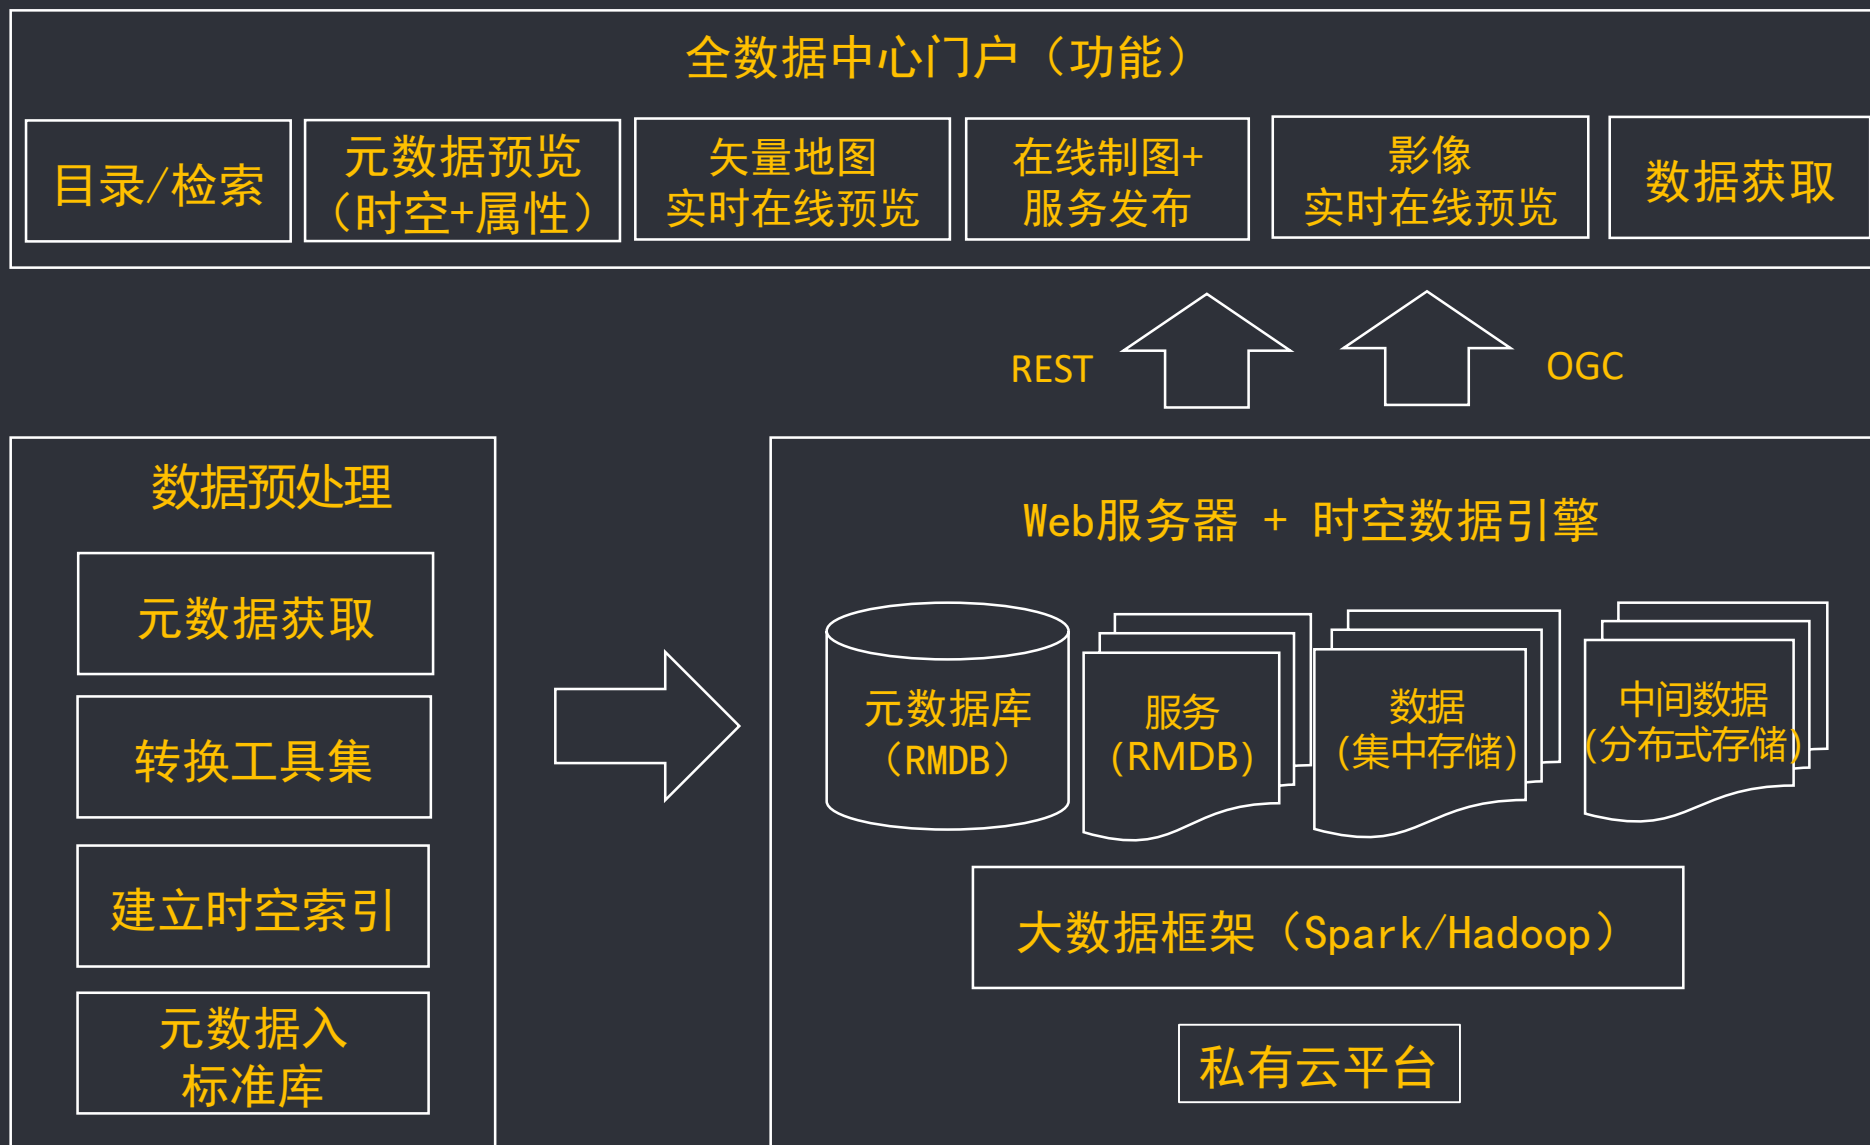 全数据中心门户（功能）
目录/检索
元数据预览
（时空+属性）
矢量地图
实时在线预览
在线制图+
服务发布
影像
实时在线预览
数据获取
REST
OGC
数据预处理
元数据获取
转换工具集
建立时空索引
元数据入
标准库
Web服务器 + 时空数据引擎
元数据库
（RMDB）
服务
(RMDB)
数据
(集中存储)
中间数据
(分布式存储)
大数据框架（Spark/Hadoop）
私有云平台